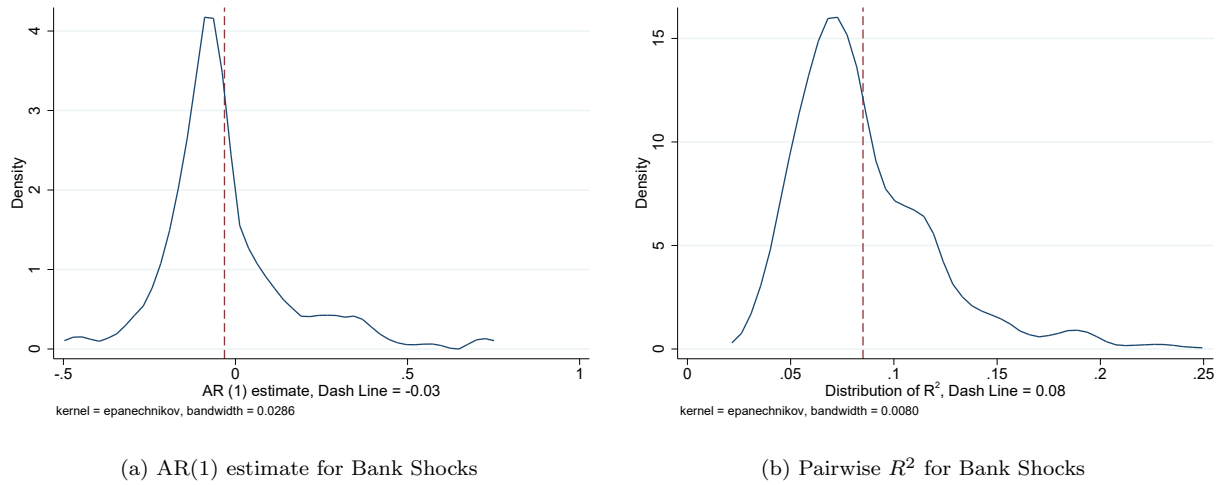 4
3
2
1
0
Density
-.5
0
.5
1
AR (1) estimate, Dash Line = -0.03
kernel = epanechnikov, bandwidth = 0.0286
(a) AR(1) estimate for Bank Shocks
15
10
5
0
Density
0
.05
.1
.15
.2
.25
Distribution of R², Dash Line = 0.08
kernel = epanechnikov, bandwidth = 0.0080
(b) Pairwise R² for Bank Shocks